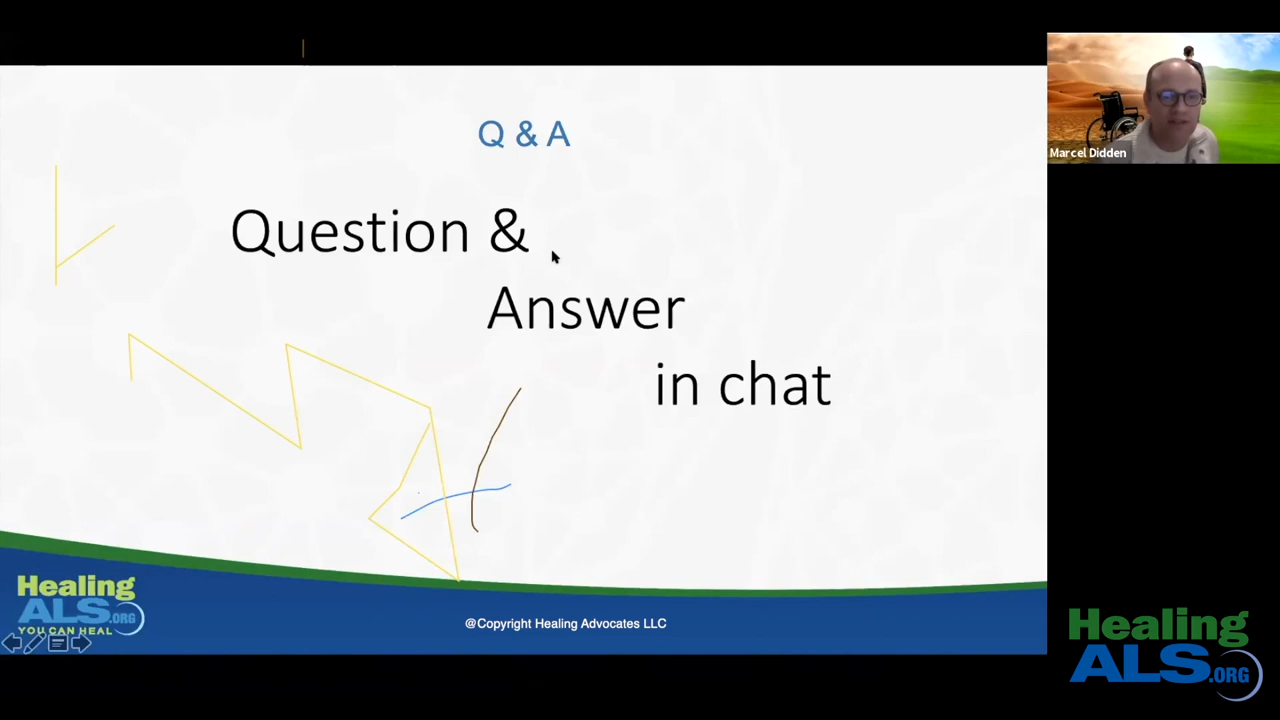 Q & A
Question &
Answer
in chat
Marcel Didden
Healing
ALS.ORG
YOU CAN HEAL
@Copyright Healing Advocates LLC
Healing
ALS.ORG